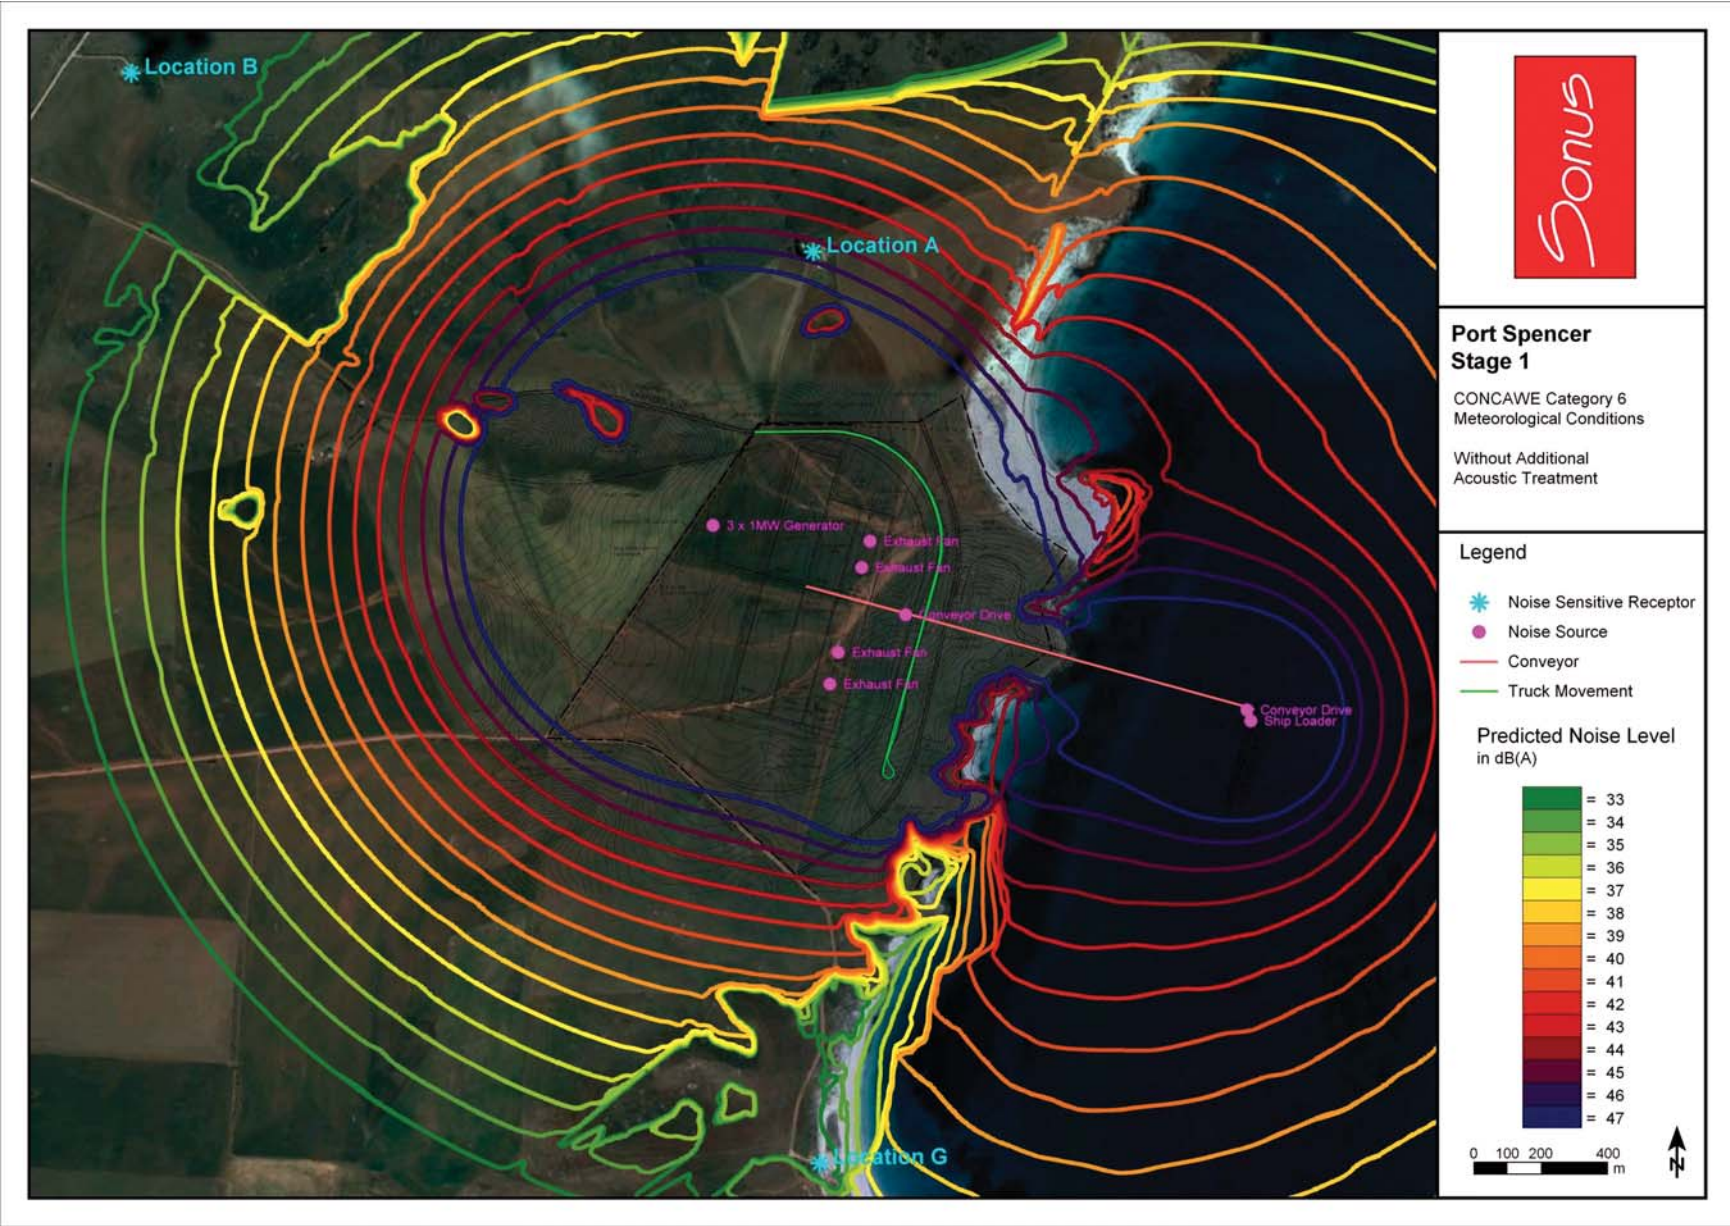 Location B
Location A
3 x 1MW Generator
Exhaust Fan
Exhaust Fan
Conveyor Drive
Exhaust Fan
Exhaust Fan
Conveyor Drive
Ship Loader
Location G
Sonus
Port Spencer
Stage 1
CONCAWE Category 6
Meteorological Conditions
Without Additional
Acoustic Treatment
Legend
Noise Sensitive Receptor
Noise Source
Conveyor
Truck Movement
Predicted Noise Level
in dB(A)
= 33
= 34
= 35
= 36
= 37
= 38
= 39
= 40
= 41
= 42
= 43
= 44
= 45
= 46
= 47
0 100 200 400
m
N